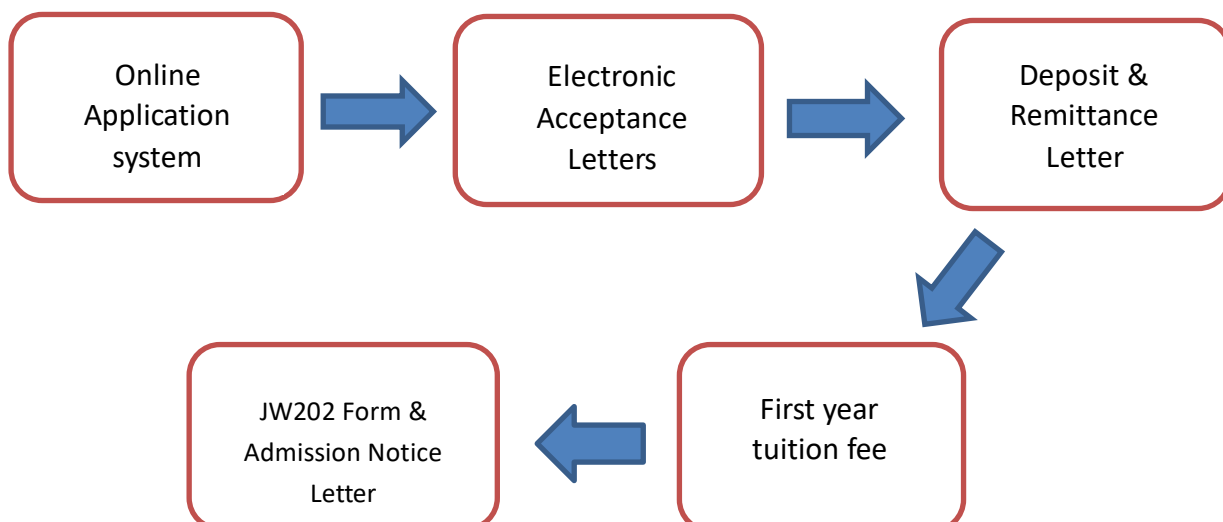 Online
Application
system
Electronic
Acceptance
Letters
Deposit &
Remittance
Letter
First year
tuition fee
JW202 Form &
Admission Notice
Letter